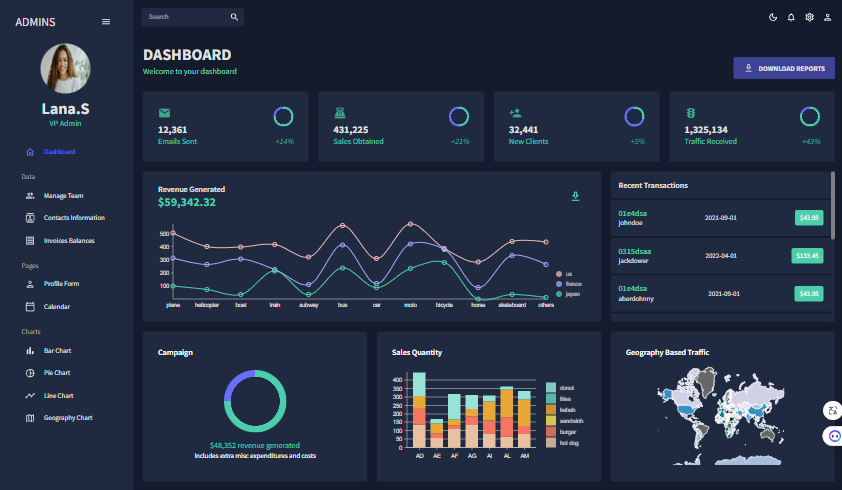 ADMINS
Search
Lana.S
VP Admin
Dashboard
Data
Manage Team
Contacts Information
Invoices Balances
Pages
Profile Form
Calendar
Charts
Bar Chart
Pie Chart
Line Chart
Geography Chart
DASHBOARD
Welcome to your dashboard
DOWNLOAD REPORTS
12,361
Emails Sent
+14%
431,225
Sales Obtained
+21%
32,441
New Clients
+5%
1,325,134
Traffic Received
+43%
Revenue Generated
$59,342.32
500
400
300
200
100
plane helicopter boat train subway bus car moto bicycle horse skateboard others
us
france
japan
Recent Transactions
01e4dsa
johndoe
2021-09-01
$43.95
0315dsaa
jackdower
2022-04-01
$133.45
01e4dsa
aberdohnny
2021-09-01
$43.95
Campaign
$48,352 revenue generated
Includes extra misc expenditures and costs
Sales Quantity
400
350
300
250
200
150
100
50
0
AD AE AF AG AI AL AM
donut
fries
kebab
sandwich
burger
hot dog
Geography Based Traffic